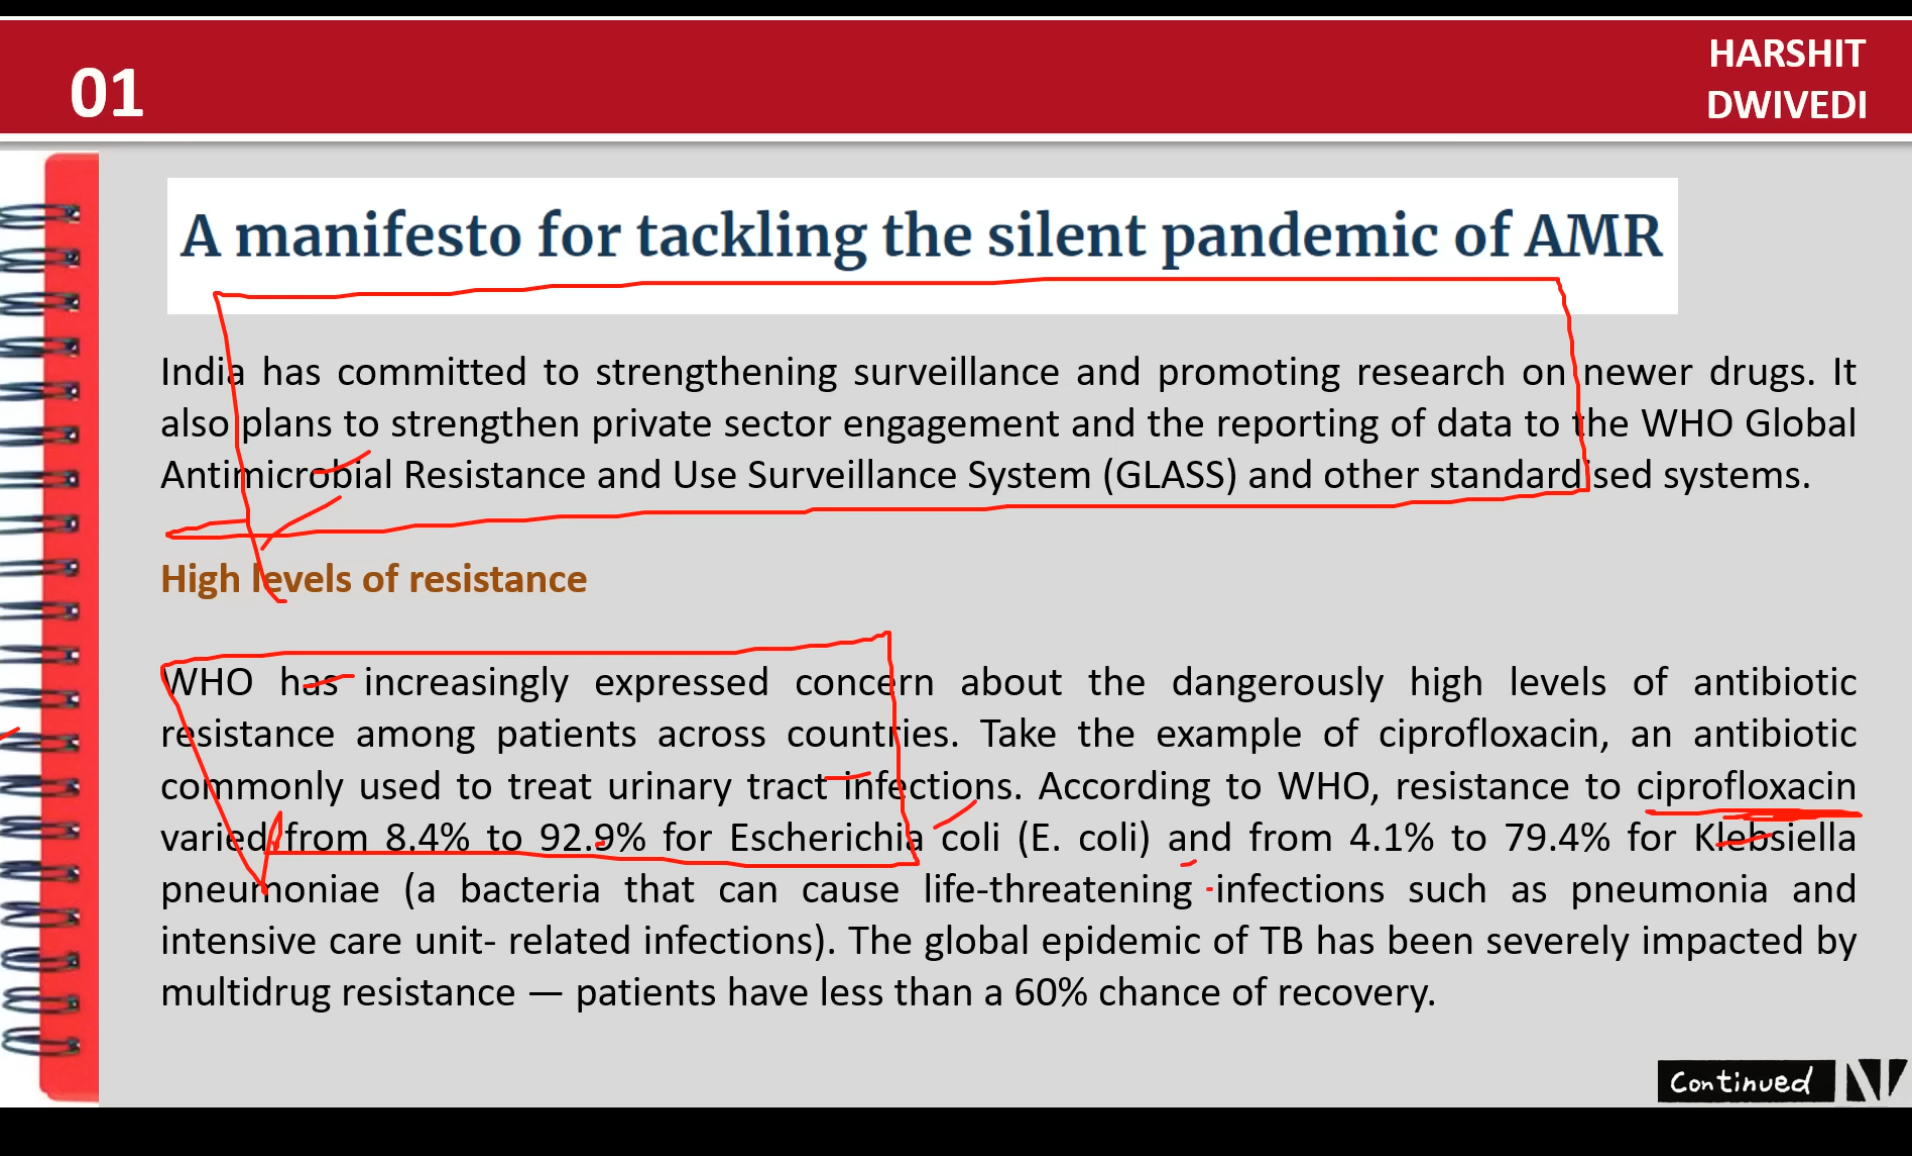 01
HARSHIT
DWIVEDI
A manifesto for tackling the silent pandemic of AMR
India has committed to strengthening surveillance and promoting research on newer drugs. It
also plans to strengthen private sector engagement and the reporting of data to the WHO Global
Antimicrobial Resistance and Use Surveillance System (GLASS) and other standardised systems.
High levels of resistance
WHO has increasingly expressed concern about the dangerously high levels of antibiotic
resistance among patients across countries. Take the example of ciprofloxacin, an antibiotic
commonly used to treat urinary tract infections. According to WHO, resistance to ciprofloxacin
varied from 8.4% to 92.9% for Escherichia coli (E. coli) and from 4.1% to 79.4% for Klebsiella
pneumoniae (a bacteria that can cause life-threatening infections such as pneumonia and
intensive care unit- related infections). The global epidemic of TB has been severely impacted by
multidrug resistance — patients have less than a 60% chance of recovery.
Continued